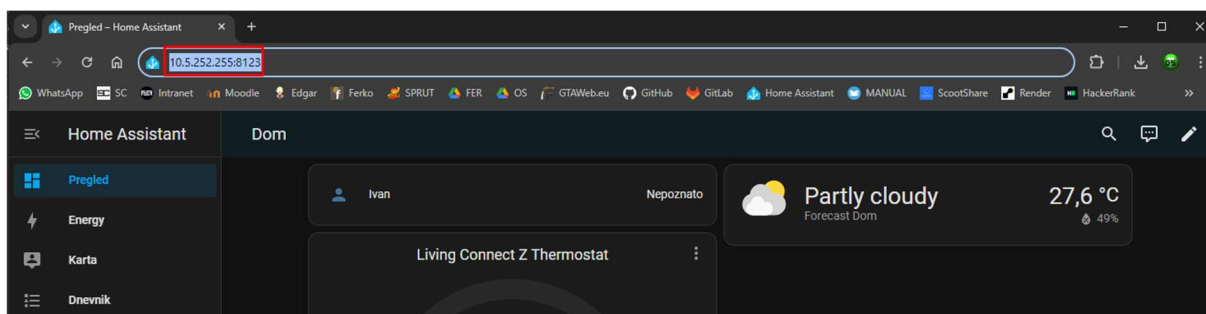 Pregled – Home Assistant
10.5.252.255:8123
WhatsApp SC Intranet Moodle Edgar Ferko SPRUT FER OS GTAWeb.eu GitHub GitLab Home Assistant MANUAL ScootShare Render HackerRank
Home Assistant Dom
Pregled
Ivan Nepoznato
Partly cloudy 27,6 °C
Forecast Dom 49%
Energy
Living Connect Z Thermostat
Karta
Dnevnik